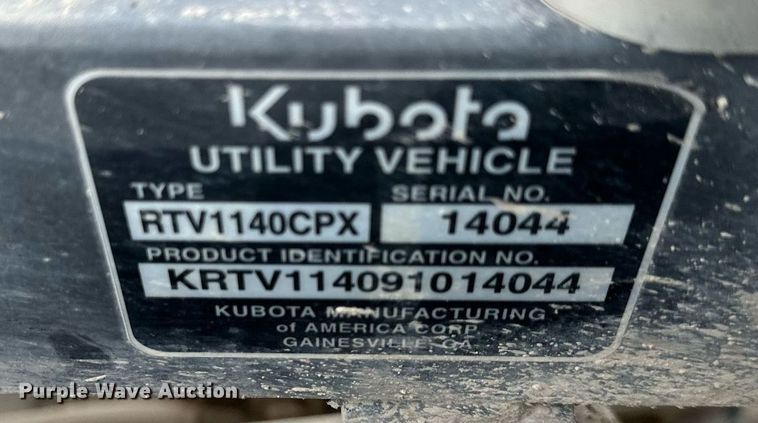 Kubota
UTILITY VEHICLE
TYPE SERIAL NO.
RTV1140CPX 14044
PRODUCT IDENTIFICATION NO.
KRTV114091014044
KUBOTA MANUFACTURING
of AMERICA CORP
GAINESVILLE, GA
Purple Wave Auction